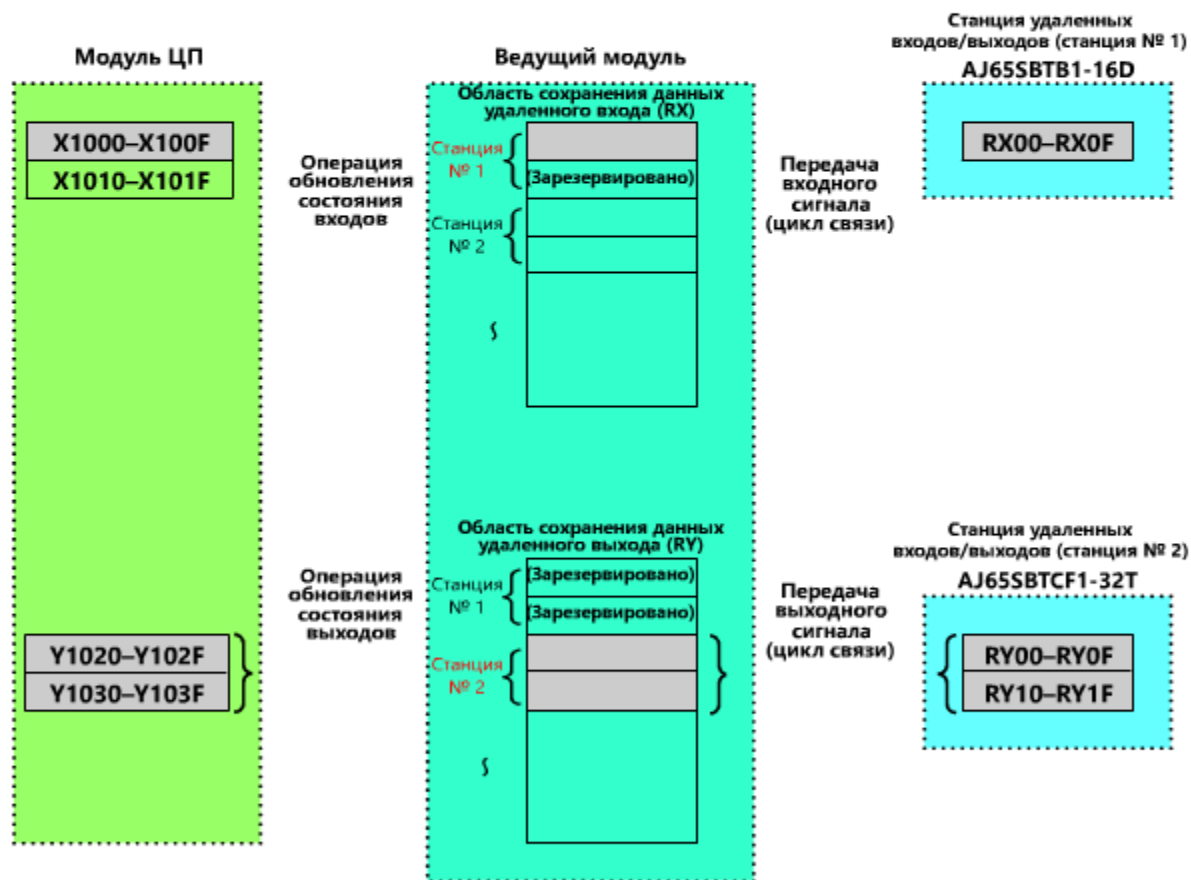 Модуль ЦП
X1000–X100F
X1010–X101F
Y1020–Y102F
Y1030–Y103F
Операция
обновления
состояния
входов
Операция
обновления
состояния
выходов
Ведущий модуль
Область сохранения данных
удаленного входа (RX)
Станция
№ 1
(Зарезервировано)
Станция
№ 2
Область сохранения данных
удаленного выхода (RY)
Станция
№ 1
(Зарезервировано)
(Зарезервировано)
Станция
№ 2
Передача
входного
сигнала
(цикл связи)
Передача
выходного
сигнала
(цикл связи)
Станция удаленных
входов/выходов (станция № 1)
AJ65SBTB1-16D
RX00–RX0F
Станция удаленных
входов/выходов (станция № 2)
AJ65SBTCF1-32T
RY00–RY0F
RY10–RY1F